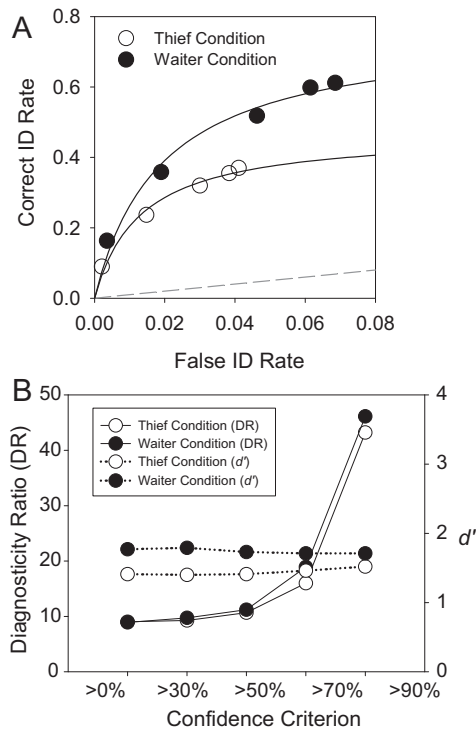 A
Thief Condition
Waiter Condition
0.8
0.6
0.4
0.2
0.0
Correct ID Rate
0.00 0.02 0.04 0.06 0.08
False ID Rate
B
50
40
30
20
10
0
Diagnosticity Ratio (DR)
Thief Condition (DR)
Waiter Condition (DR)
Thief Condition (d')
Waiter Condition (d')
4
3
2
1
0
d'
>0% >30% >50% >70% >90%
Confidence Criterion